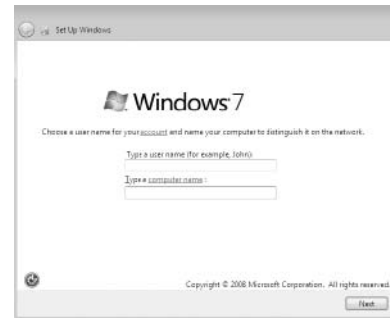 Set Up Windows
Windows 7
Choose a user name for your account and name your computer to distinguish it on the network.
Type a user name (for example, John):
Type a computer name :
Copyright © 2008 Microsoft Corporation. All rights reserved.
Next